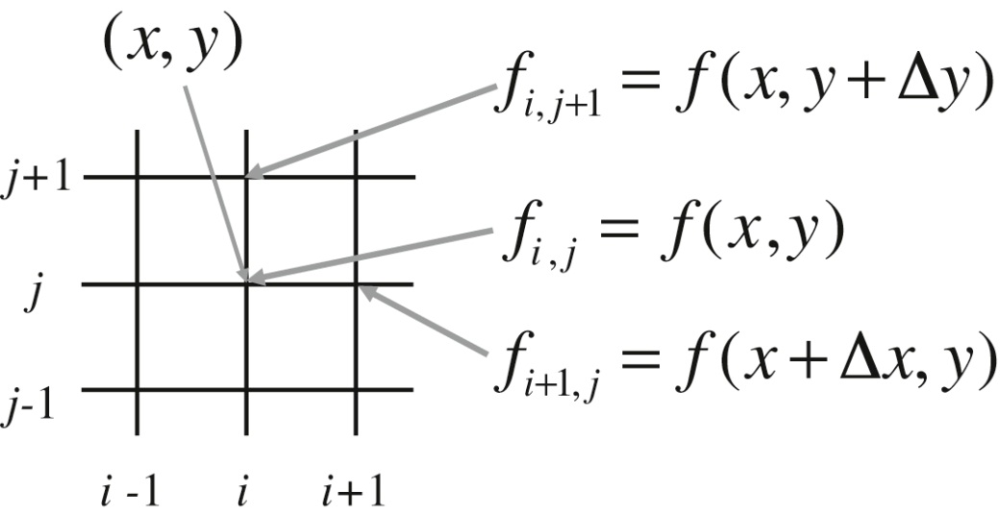 (x, y)
f_{i,j+1} = f(x, y + Δy)
j+1
f_{i,j} = f(x,y)
j
f_{i+1,j} = f(x + Δx, y)
j-1
i -1 i i+1